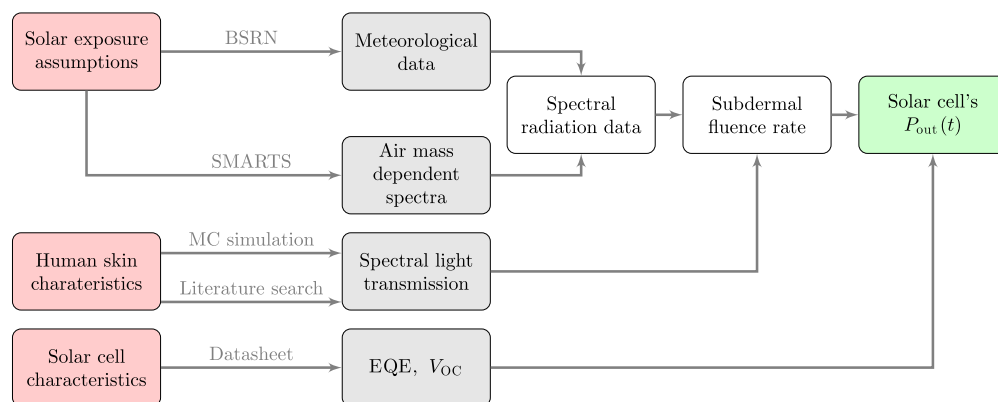 Solar exposure
assumptions
BSRN
Meteorological
data
Spectral
radiation data
Subdermal
fluence rate
Solar cell's
P_out(t)
SMARTS
Air mass
dependent
spectra
Human skin
charateristics
MC simulation
Literature search
Spectral light
transmission
Solar cell
characteristics
Datasheet
EQE, V_OC